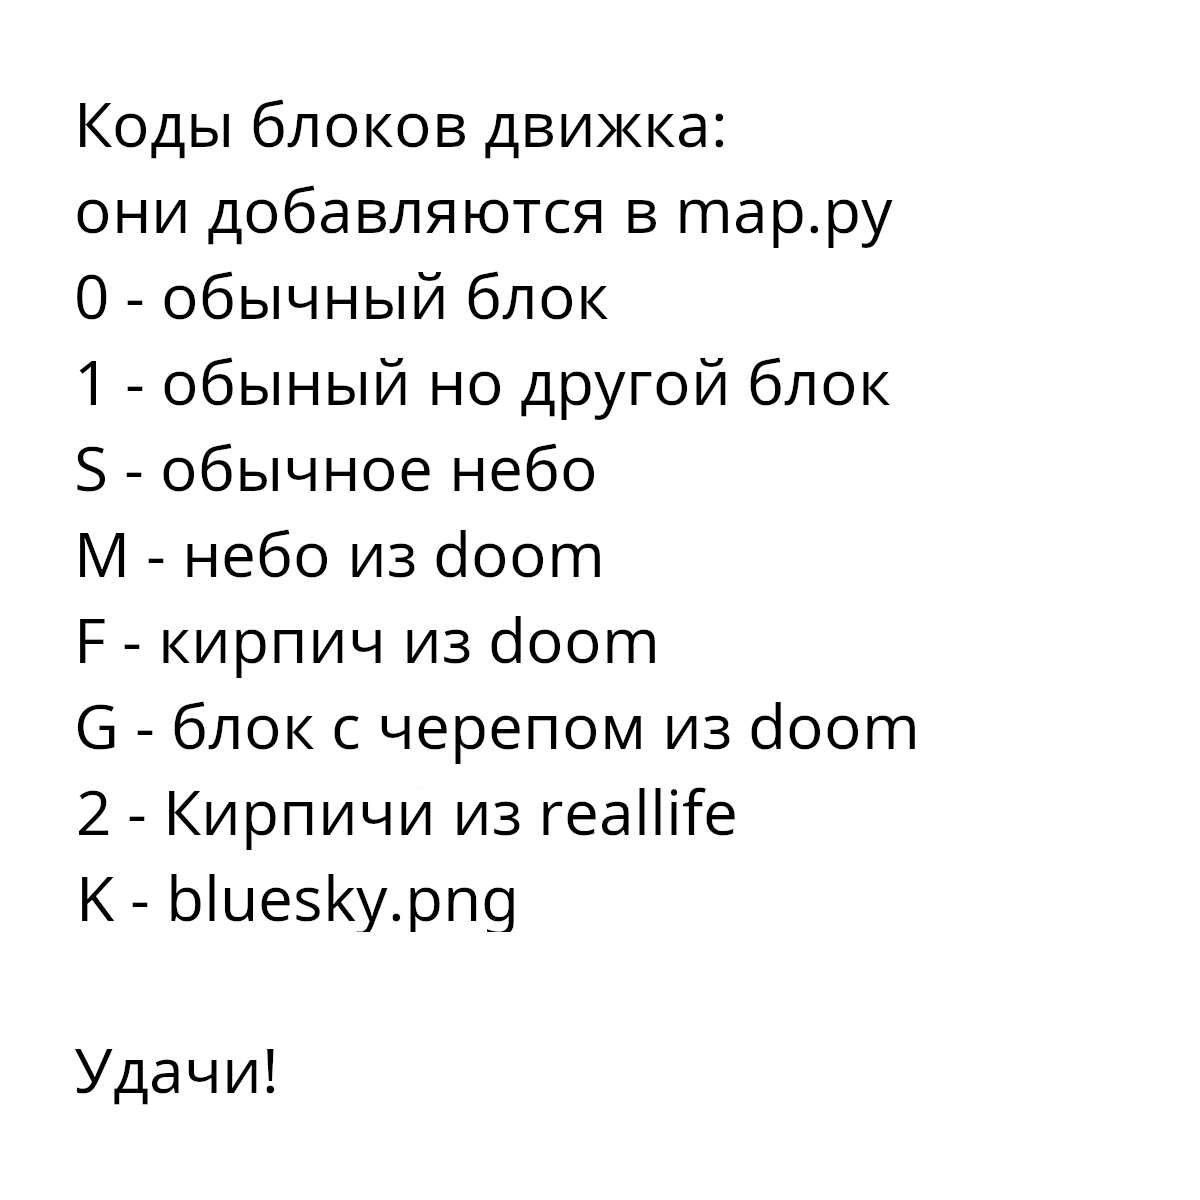 Коды блоков движка:
они добавляются в map.py
0 - обычный блок
1 - обыный но другой блок
S - обычное небо
M - небо из doom
F - кирпич из doom
G - блок с черепом из doom
2 - Кирпичи из reallife
K - bluesky.png
Удачи!